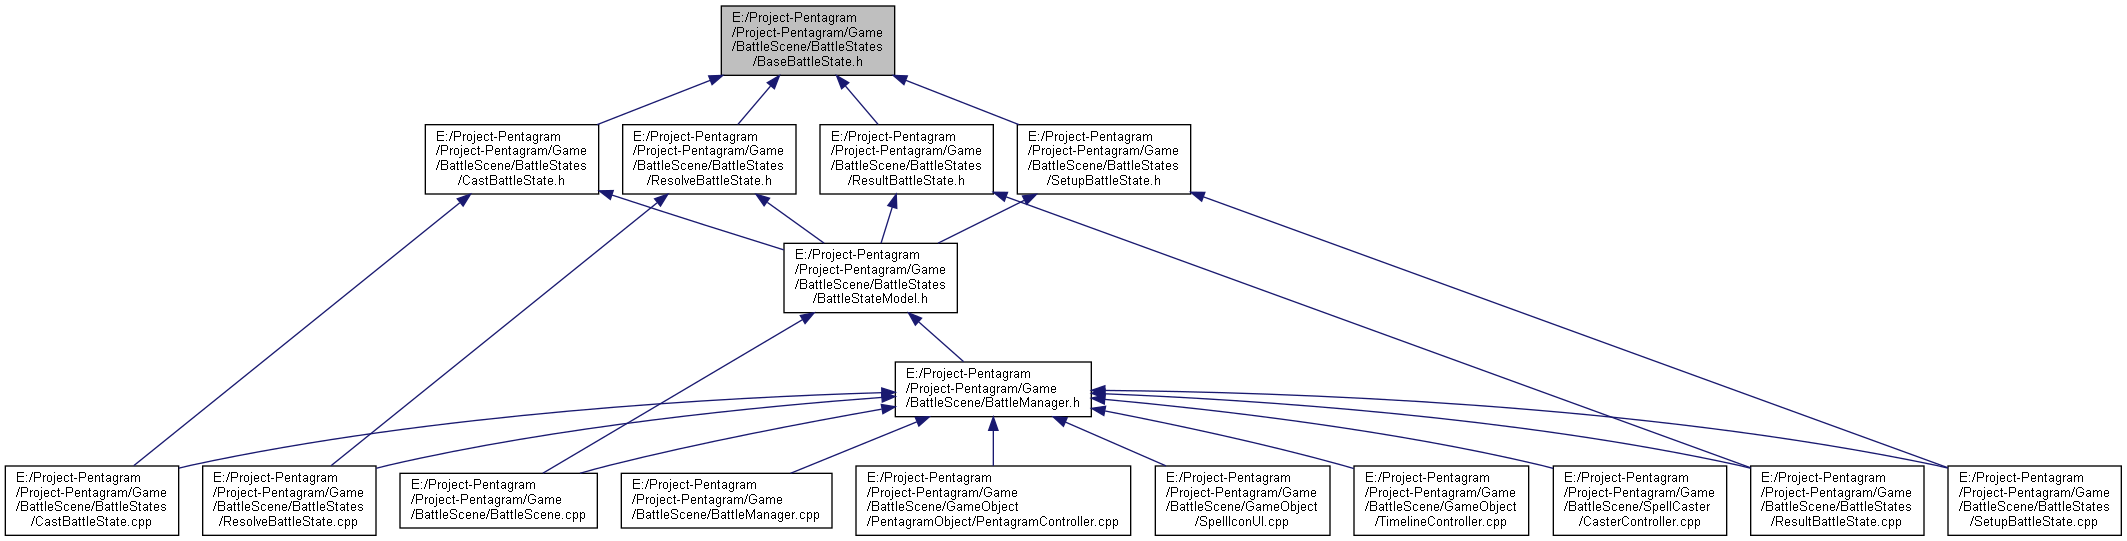 E:/Project-Pentagram
/Project-Pentagram/Game
/BattleScene/BattleStates
/BaseBattleState.h
E:/Project-Pentagram
/Project-Pentagram/Game
/BattleScene/BattleStates
/CastBattleState.h
E:/Project-Pentagram
/Project-Pentagram/Game
/BattleScene/BattleStates
/ResolveBattleState.h
E:/Project-Pentagram
/Project-Pentagram/Game
/BattleScene/BattleStates
/ResultBattleState.h
E:/Project-Pentagram
/Project-Pentagram/Game
/BattleScene/BattleStates
/SetupBattleState.h
E:/Project-Pentagram
/Project-Pentagram/Game
/BattleScene/BattleStates
/BattleStateModel.h
E:/Project-Pentagram
/Project-Pentagram/Game
/BattleScene/BattleManager.h
E:/Project-Pentagram
/Project-Pentagram/Game
/BattleScene/BattleStates
/CastBattleState.cpp
E:/Project-Pentagram
/Project-Pentagram/Game
/BattleScene/BattleStates
/ResolveBattleState.cpp
E:/Project-Pentagram
/Project-Pentagram/Game
/BattleScene/BattleScene.cpp
E:/Project-Pentagram
/Project-Pentagram/Game
/BattleScene/BattleManager.cpp
E:/Project-Pentagram
/Project-Pentagram/Game
/BattleScene/GameObject
/PentagramObject/PentagramController.cpp
E:/Project-Pentagram
/Project-Pentagram/Game
/BattleScene/GameObject
/SpellIconUI.cpp
E:/Project-Pentagram
/Project-Pentagram/Game
/BattleScene/GameObject
/TimelineController.cpp
E:/Project-Pentagram
/Project-Pentagram/Game
/BattleScene/SpellCaster
/CasterController.cpp
E:/Project-Pentagram
/Project-Pentagram/Game
/BattleScene/BattleStates
/ResultBattleState.cpp
E:/Project-Pentagram
/Project-Pentagram/Game
/BattleScene/BattleStates
/SetupBattleState.cpp